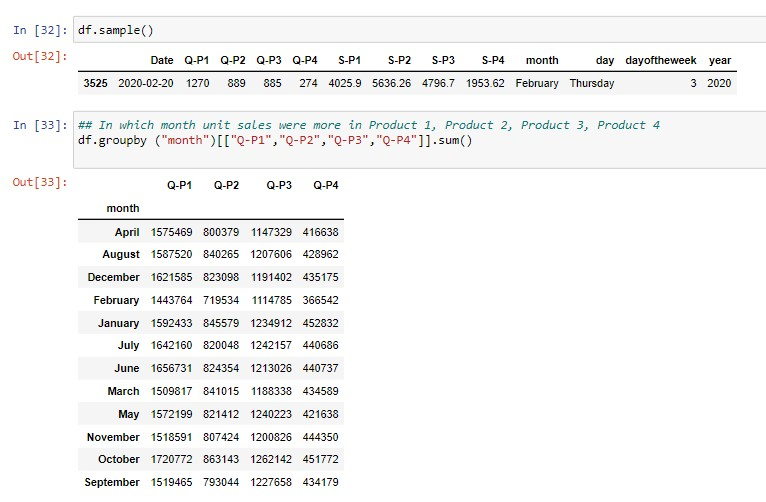 In [32]: df.sample()
Out[32]:
Date Q-P1 Q-P2 Q-P3 Q-P4 S-P1 S-P2 S-P3 S-P4 month day dayoftheweek year
3525 2020-02-20 1270 889 885 274 4025.9 5636.26 4796.7 1953.62 February Thursday 3 2020
In [33]: ## In which month unit sales were more in Product 1, Product 2, Product 3, Product 4
df.groupby ("month")[["Q-P1","Q-P2","Q-P3","Q-P4"]].sum()
Out[33]:
Q-P1 Q-P2 Q-P3 Q-P4
month
April 1575469 800379 1147329 416638
August 1587520 840265 1207606 428962
December 1621585 823098 1191402 435175
February 1443764 719534 1114785 366542
January 1592433 845579 1234912 452832
July 1642160 820048 1242157 440686
June 1656731 824354 1213026 440737
March 1509817 841015 1188338 434589
May 1572199 821412 1240223 421638
November 1518591 807424 1200826 444350
October 1720772 863143 1262142 451772
September 1519465 793044 1227658 434179